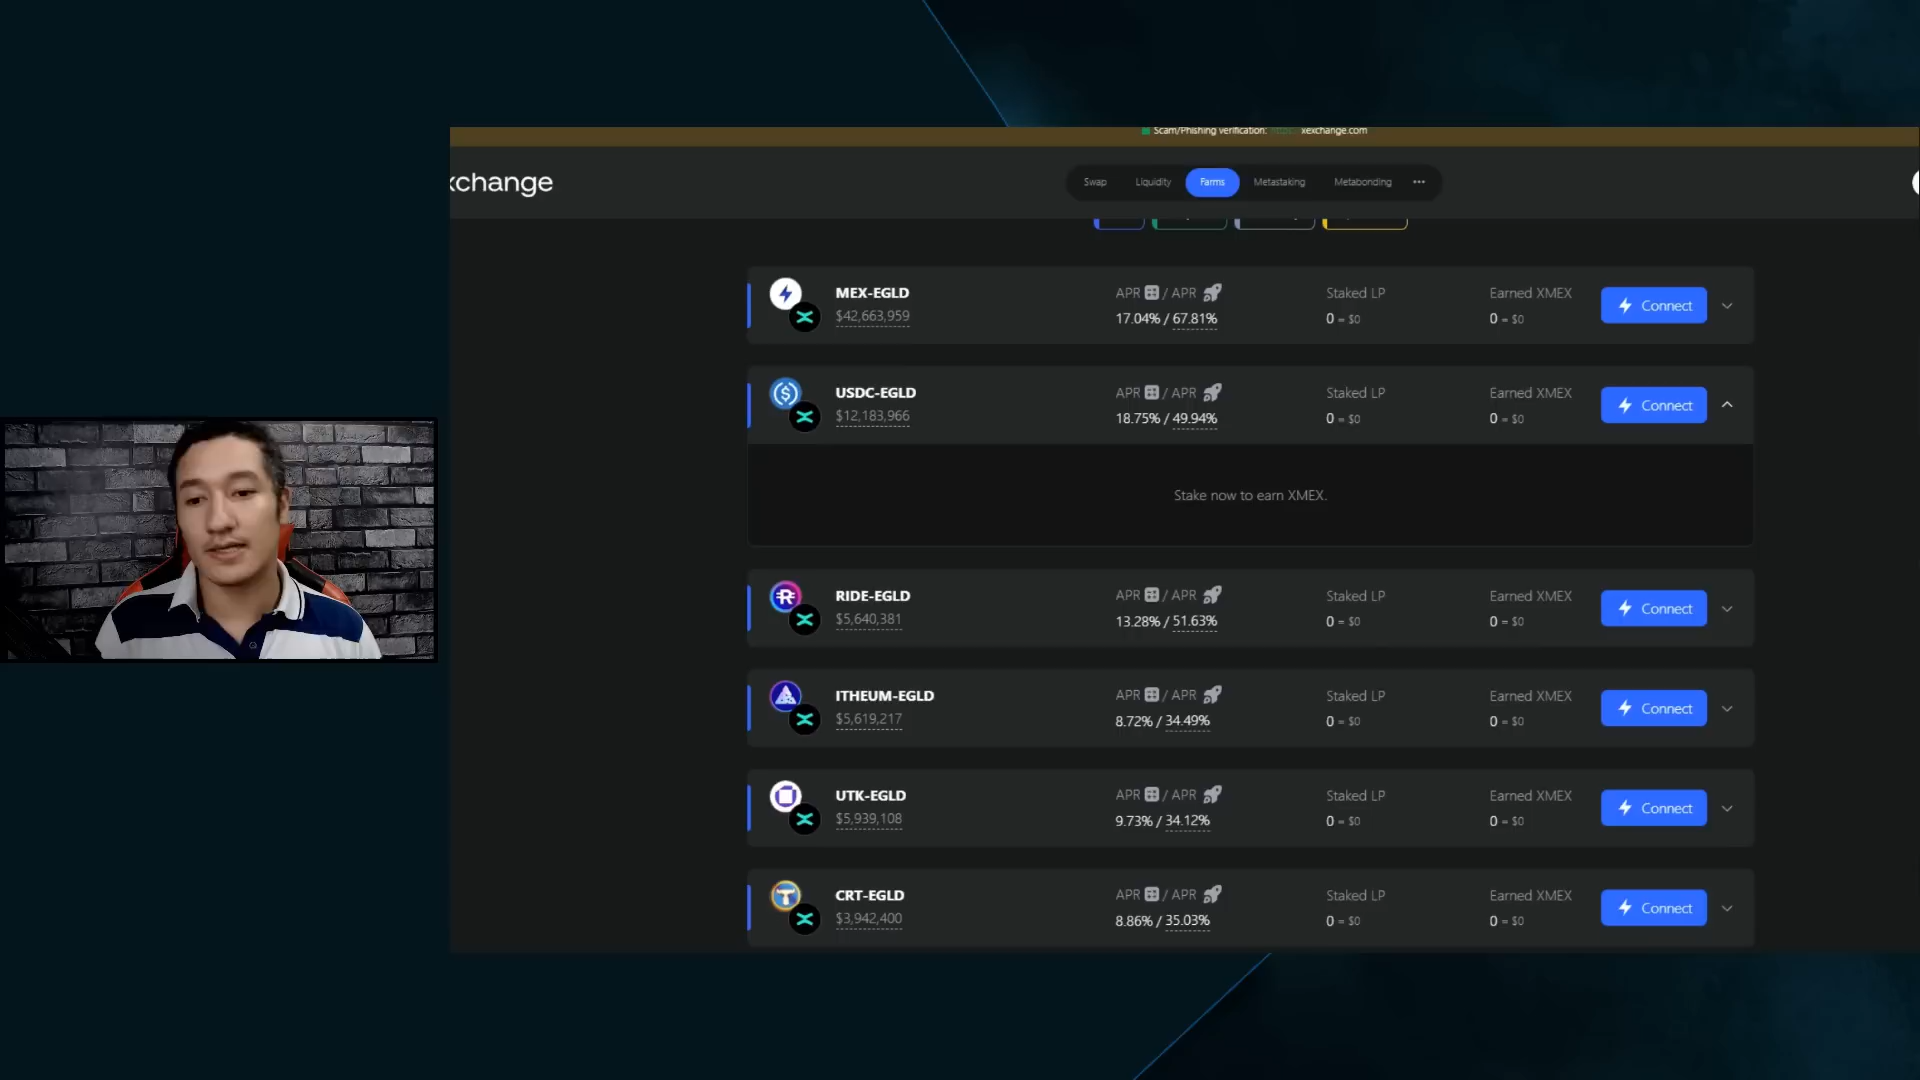 Scam/Phishing verification: https:// xexchange.com
xchange
Swap Liquidity Farms Metastaking Metabonding •••
MEX-EGLD
$42,663,959
APR / APR
17.04% / 67.81%
Staked LP
0 = $0
Earned XMEX
0 = $0
Connect
USDC-EGLD
$12,183,966
APR / APR
18.75% / 49.94%
Staked LP
0 = $0
Earned XMEX
0 = $0
Connect
Stake now to earn XMEX.
RIDE-EGLD
$5,640,381
APR / APR
13.28% / 51.63%
Staked LP
0 = $0
Earned XMEX
0 = $0
Connect
ITHEUM-EGLD
$5,619,217
APR / APR
8.72% / 34.49%
Staked LP
0 = $0
Earned XMEX
0 = $0
Connect
UTK-EGLD
$5,939,108
APR / APR
9.73% / 34.12%
Staked LP
0 = $0
Earned XMEX
0 = $0
Connect
CRT-EGLD
$3,942,400
APR / APR
8.86% / 35.03%
Staked LP
0 = $0
Earned XMEX
0 = $0
Connect